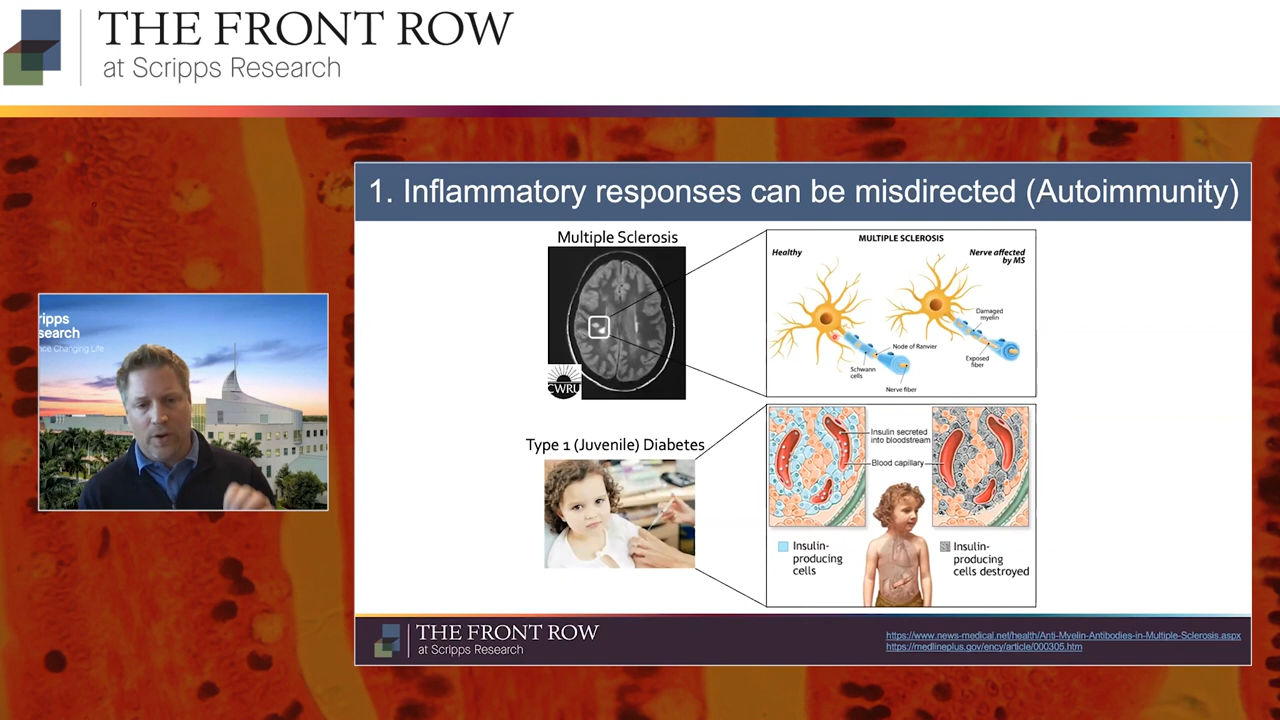 THE FRONT ROW
at Scripps Research
1. Inflammatory responses can be misdirected (Autoimmunity)
Multiple Sclerosis
CWRU
MULTIPLE SCLEROSIS
Healthy
Nerve affected
by MS
Damaged
myelin
Node of Ranvier
Exposed
fiber
Schwann
cells
Nerve fiber
ripps
search
nce Changing Life
Type 1 (Juvenile) Diabetes
Insulin secreted
into bloodstream
Blood capillary
Insulin-
producing
cells
Insulin-
producing
cells destroyed
THE FRONT ROW
at Scripps Research
https://www.news-medical.net/health/Anti-Myelin-Antibodies-in-Multiple-Sclerosis.aspx
https://medlineplus.gov/ency/article/000305.htm